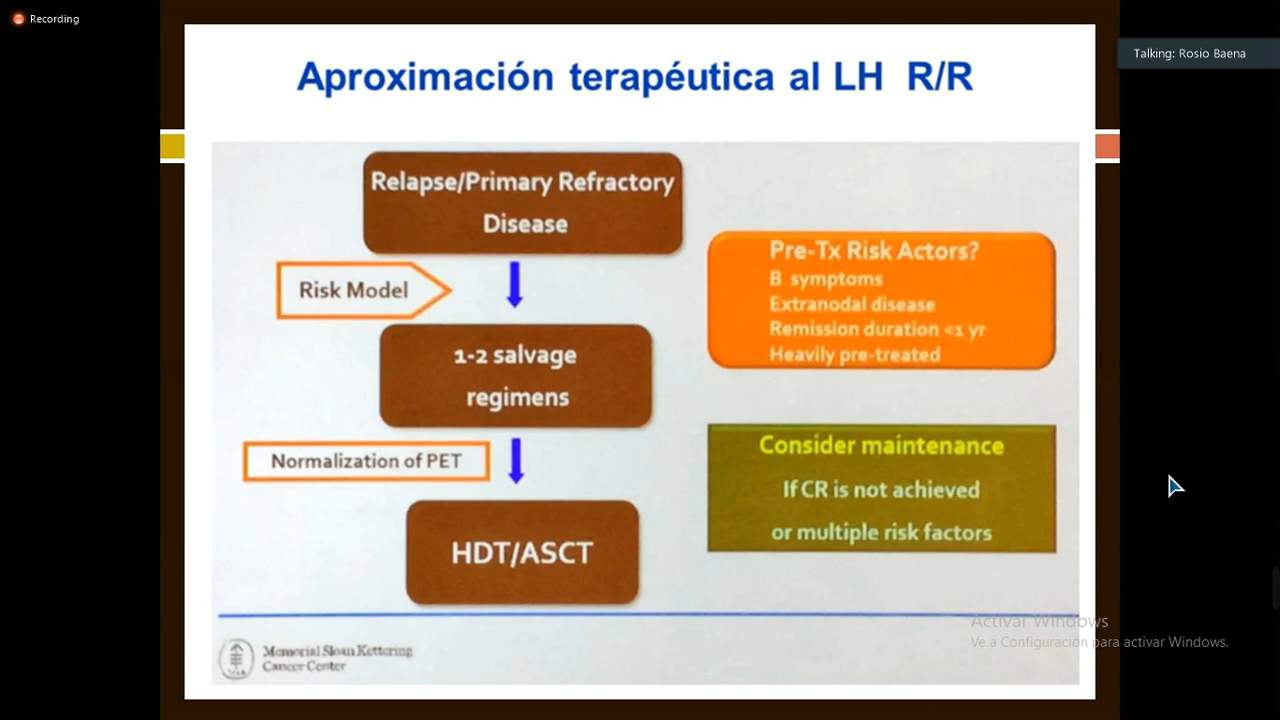 Recording
Talking: Rosio Baena
Aproximación terapéutica al LH R/R
Relapse/Primary Refractory
Disease
Risk Model
1-2 salvage
regimens
Normalization of PET
HDT/ASCT
Pre-Tx Risk Actors?
B symptoms
Extranodal disease
Remission duration <1 yr
Heavily pre-treated
Consider maintenance
If CR is not achieved
or multiple risk factors
Memorial Sloan Kettering
Cancer Center
Activar Windows
Ve a Configuración para activar Windows.